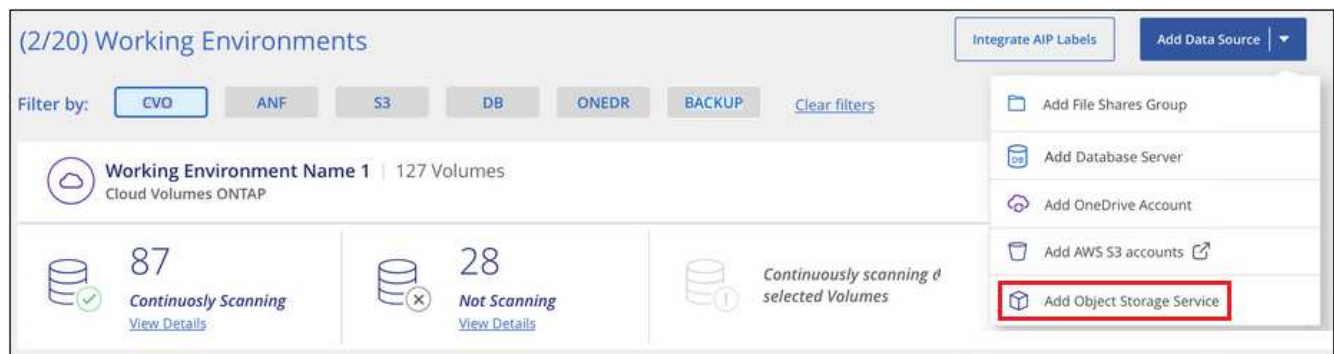 (2/20) Working Environments
Integrate AIP Labels
Add Data Source
Filter by:
CVO
ANF
S3
DB
ONEDR
BACKUP
Clear filters
Add File Shares Group
DB
Add Database Server
Working Environment Name 1 | 127 Volumes
Cloud Volumes ONTAP
Add OneDrive Account
Add AWS S3 accounts
Add Object Storage Service
87
Continuosly Scanning
View Details
28
Not Scanning
View Details
Continuously scanning
selected Volumes